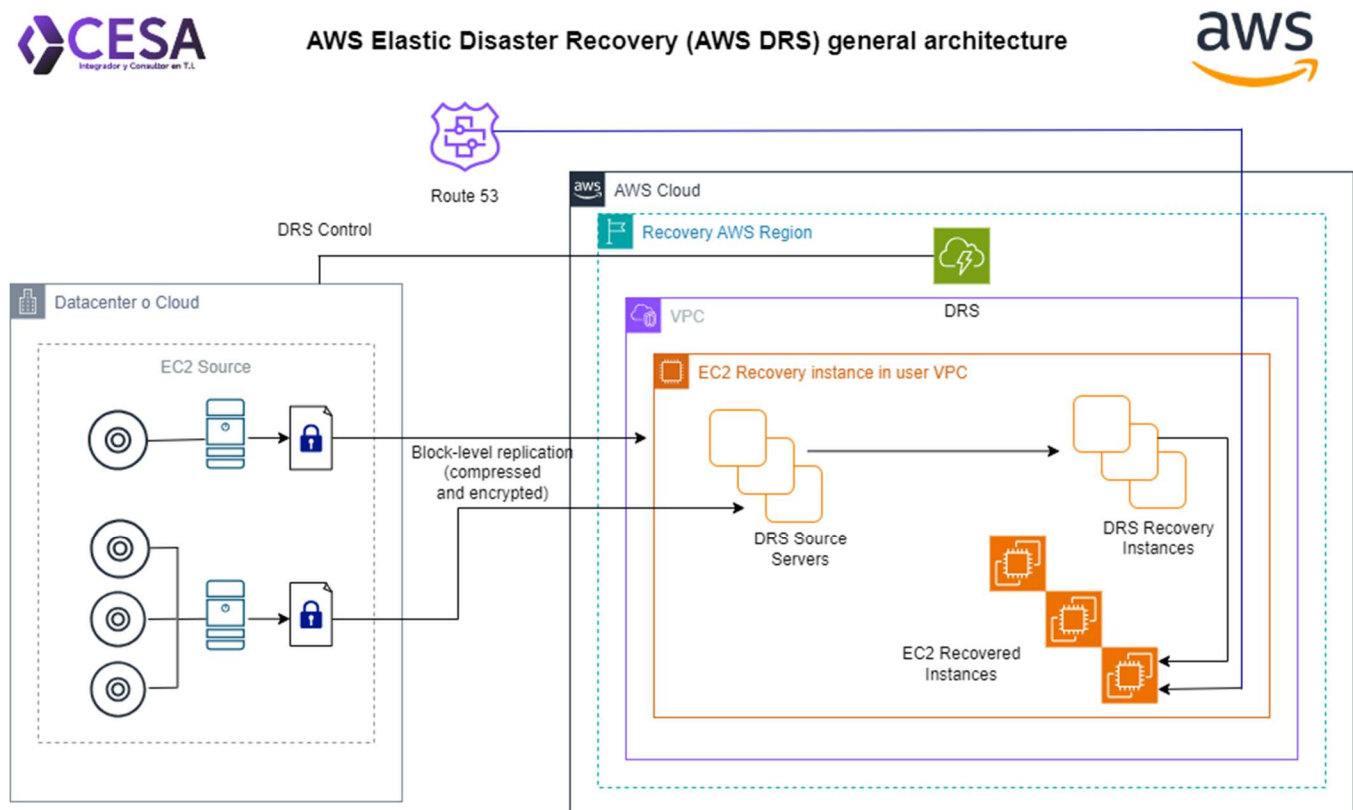 CESA
Integrador y Consultor en T.I.
AWS Elastic Disaster Recovery (AWS DRS) general architecture
aws
Route 53
aws
AWS Cloud
DRS Control
Recovery AWS Region
Datacenter o Cloud
DRS
VPC
EC2 Source
EC2 Recovery instance in user VPC
Block-level replication
(compressed
and encrypted)
DRS Source
Servers
DRS Recovery
Instances
EC2 Recovered
Instances